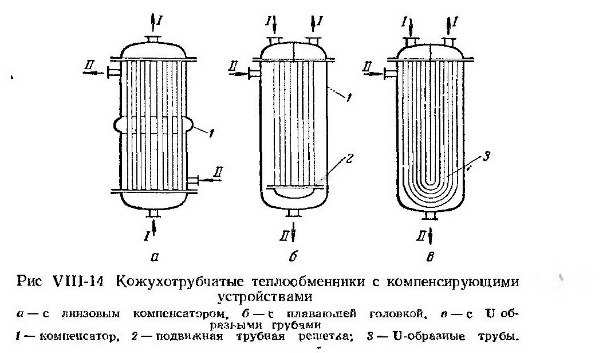 I I I I I
II II II
1 1
2 3
II
I II II
а б в
Рис VIII-14 Кожухотрубчатые теплообменники с компенсирующими
устройствами
а — с линзовым компенсатором, б — с плавающей головкой, в — с U об-
разными трубами
1 — компенсатор, 2 — подвижная трубная решетка; 3 — U-образные трубы.